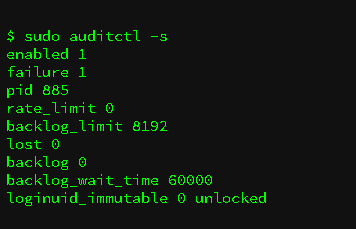 $ sudo auditctl -s
enabled 1
failure 1
pid 885
rate_limit 0
backlog_limit 8192
lost 0
backlog 0
backlog_wait_time 60000
loginuid_immutable 0 unlocked